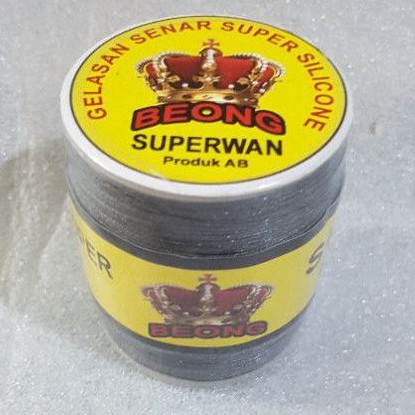 GELASAN SENAR SUPER SILICONE
BEONG
SUPERWAN
Produk AB
BEONG